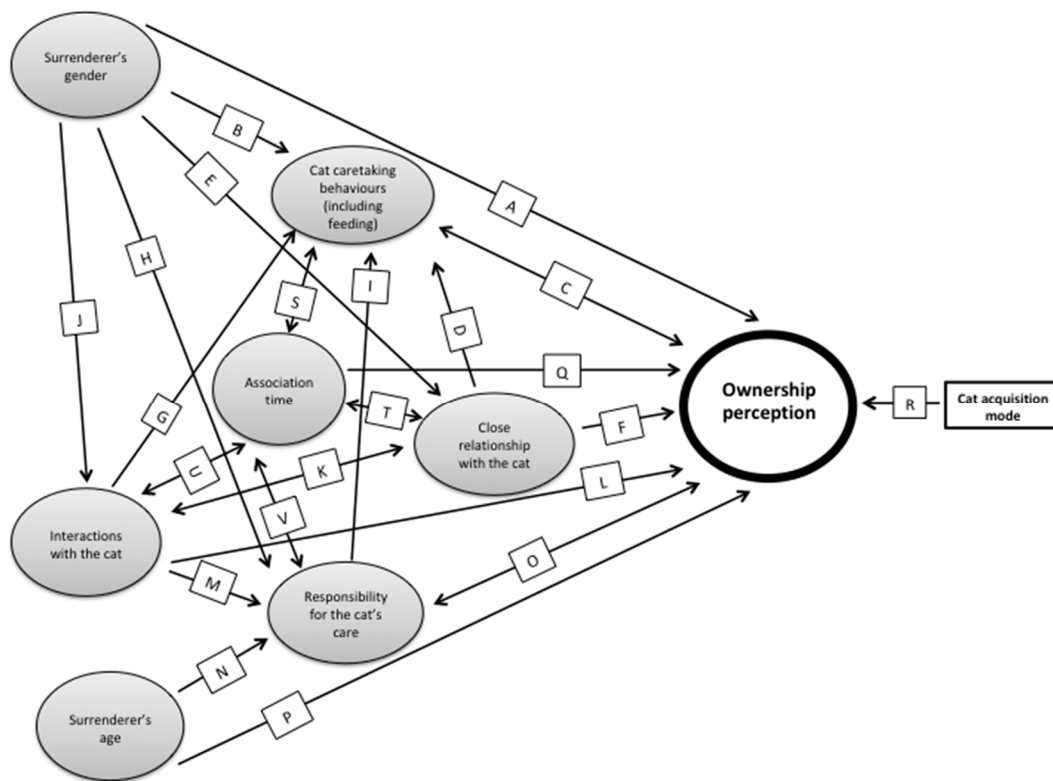 Surrenderer's
gender
B
E
A
Cat caretaking
behaviours
(including
feeding)
H
J
S
I
C
D
Association
time
Q
G
T
Close
relationship
with the cat
F
Ownership
perception
R
Cat acquisition
mode
U
K
L
V
Interactions
with the cat
M
O
Responsibility
for the cat's
care
N
P
Surrenderer's
age